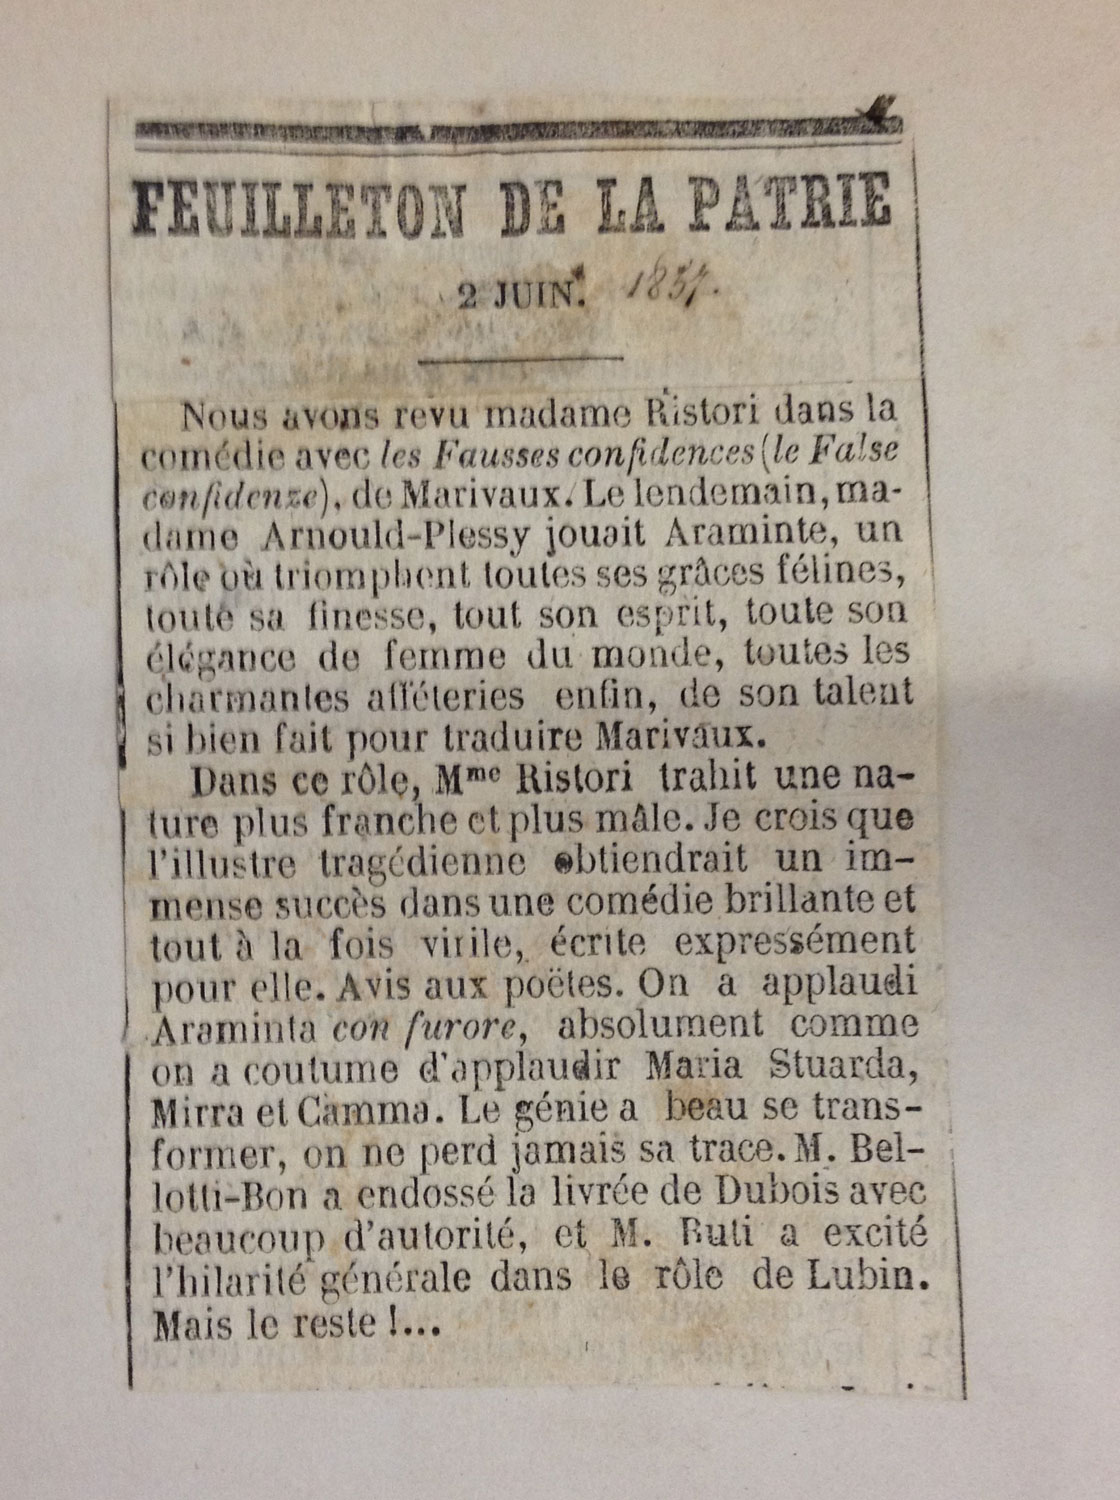 FEUILLETON DE LA PATRIE
2 JUIN. 1857.
Nous avons revu madame Ristori dans la
comédie avec les Fausses confidences (le False
confidenze), de Marivaux. Le lendemain, ma-
dame Arnould-Plessy jouait Araminte, un
rôle où triomphent toutes ses grâces félines,
toute sa finesse, tout son esprit, toute son
élégance de femme du monde, toutes les
charmantes afféteries enfin, de son talent
si bien fait pour traduire Marivaux.
Dans ce rôle, Mme Ristori trahit une na-
ture plus franche et plus mâle. Je crois que
l'illustre tragédienne obtiendrait un im-
mense succès dans une comédie brillante et
tout à la fois virile, écrite expressément
pour elle. Avis aux poëtes. On a applaudi
Araminta con furore, absolument comme
on a coutume d'applaudir Maria Stuarda,
Mirra et Camma. Le génie a beau se trans-
former, on ne perd jamais sa trace. M. Bel-
lotti-Bon a endossé la livrée de Dubois avec
beaucoup d'autorité, et M. Buti a excité
l'hilarité générale dans le rôle de Lubin.
Mais le reste !...